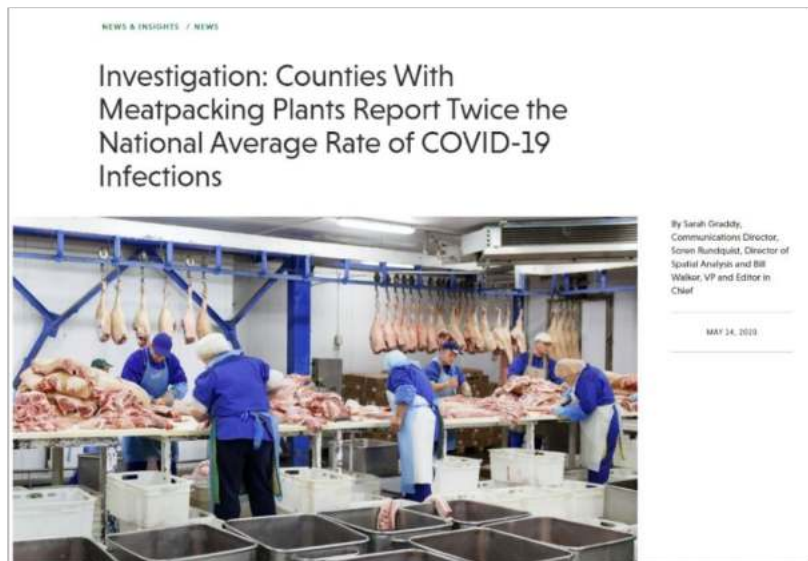 NEWS & INSIGHTS / NEWS
Investigation: Counties With
Meatpacking Plants Report Twice the
National Average Rate of COVID-19
Infections
By Sarah Graddy,
Communications Director,
Soren Rundquist, Director of
Spatial Analysis and Bill
Walker, VP and Editor in
Chief
MAY 14, 2020